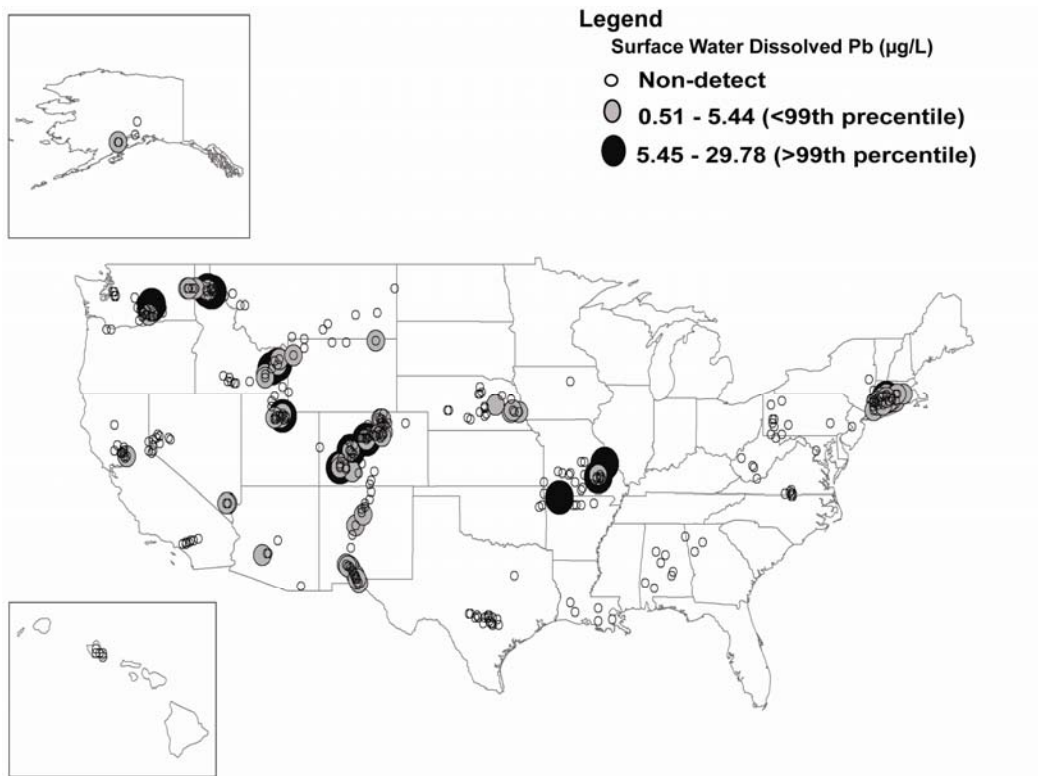 Legend
Surface Water Dissolved Pb (µg/L)
Non-detect
0.51 - 5.44 (<99th precentile)
5.45 - 29.78 (>99th percentile)